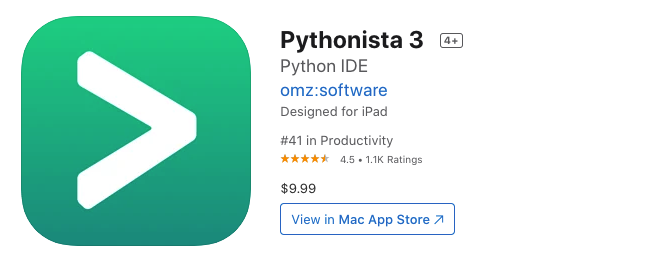 Pythonista 3 4+
Python IDE
omz:software
Designed for iPad
#41 in Productivity
4.5 • 1.1K Ratings
$9.99
View in Mac App Store ↗